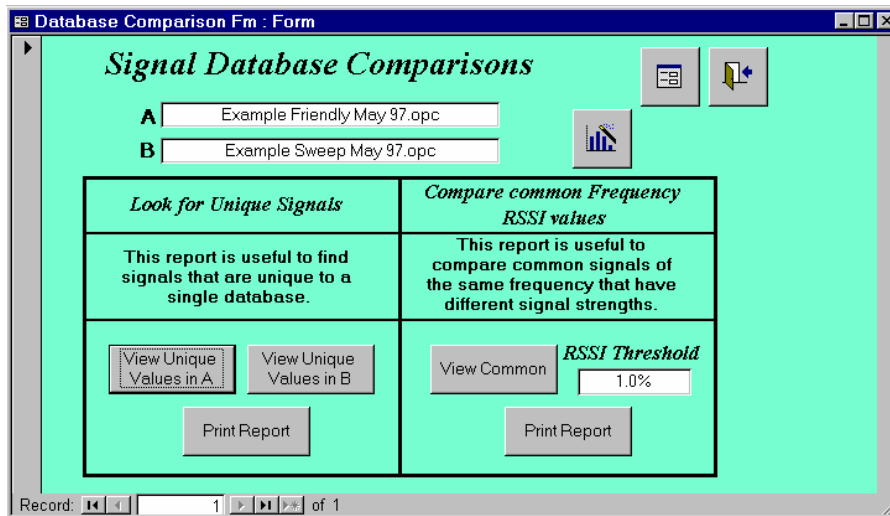 Database Comparison Fm : Form
Signal Database Comparisons
A Example Friendly May 97.opc
B Example Sweep May 97.opc
Look for Unique Signals
Compare common Frequency
RSSI values
This report is useful to find
signals that are unique to a
single database.
This report is useful to
compare common signals of
the same frequency that have
different signal strengths.
View Unique
Values in A
View Unique
Values in B
Print Report
View Common
RSSI Threshold
1.0%
Print Report
Record: 1 of 1